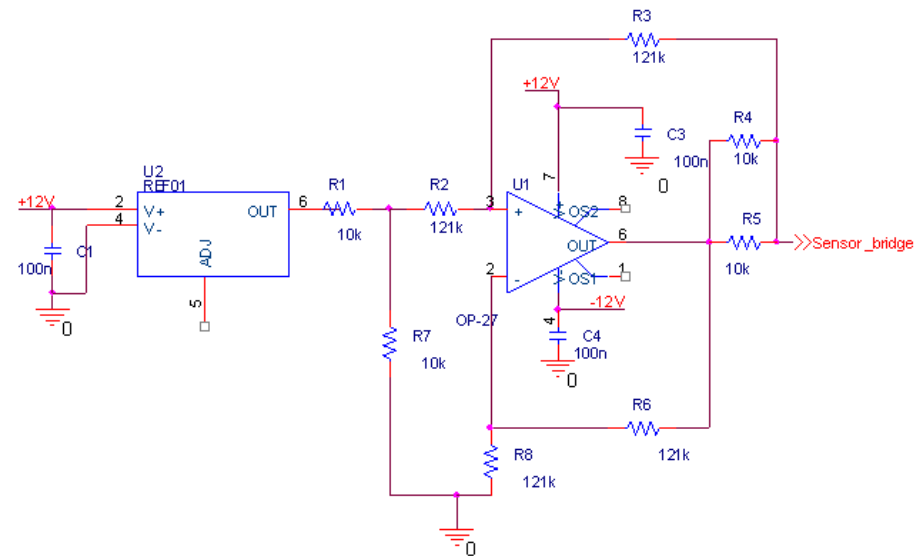 R3
121k
+12V
R4
10k
C3
100n
0
U2
REF01
R1
10k
R2
121k
U1
7
+12V
2
V+
4
V-
OUT
6
ADJ
5
C1
100n
0
3
+
V+
OS2
8
OUT
6
2
-
V-
OS1
1
R5
10k
Sensor_bridge
-12V
OP-27
4
C4
100n
0
R7
10k
R6
121k
R8
121k
0